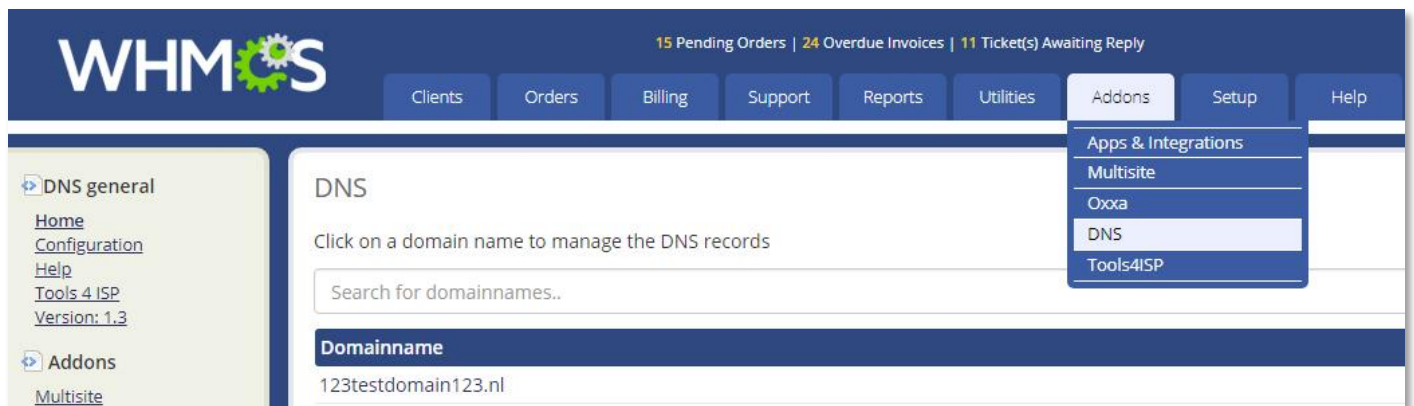 WHMCS
15 Pending Orders | 24 Overdue Invoices | 11 Ticket(s) Awaiting Reply
Clients Orders Billing Support Reports Utilities Addons Setup Help
Apps & Integrations
Multisite
Oxxa
DNS
Tools4ISP
DNS general
Home
Configuration
Help
Tools 4 ISP
Version: 1.3
Addons
Multisite
DNS
Click on a domain name to manage the DNS records
Search for domainnames..
Domainname
123testdomain123.nl